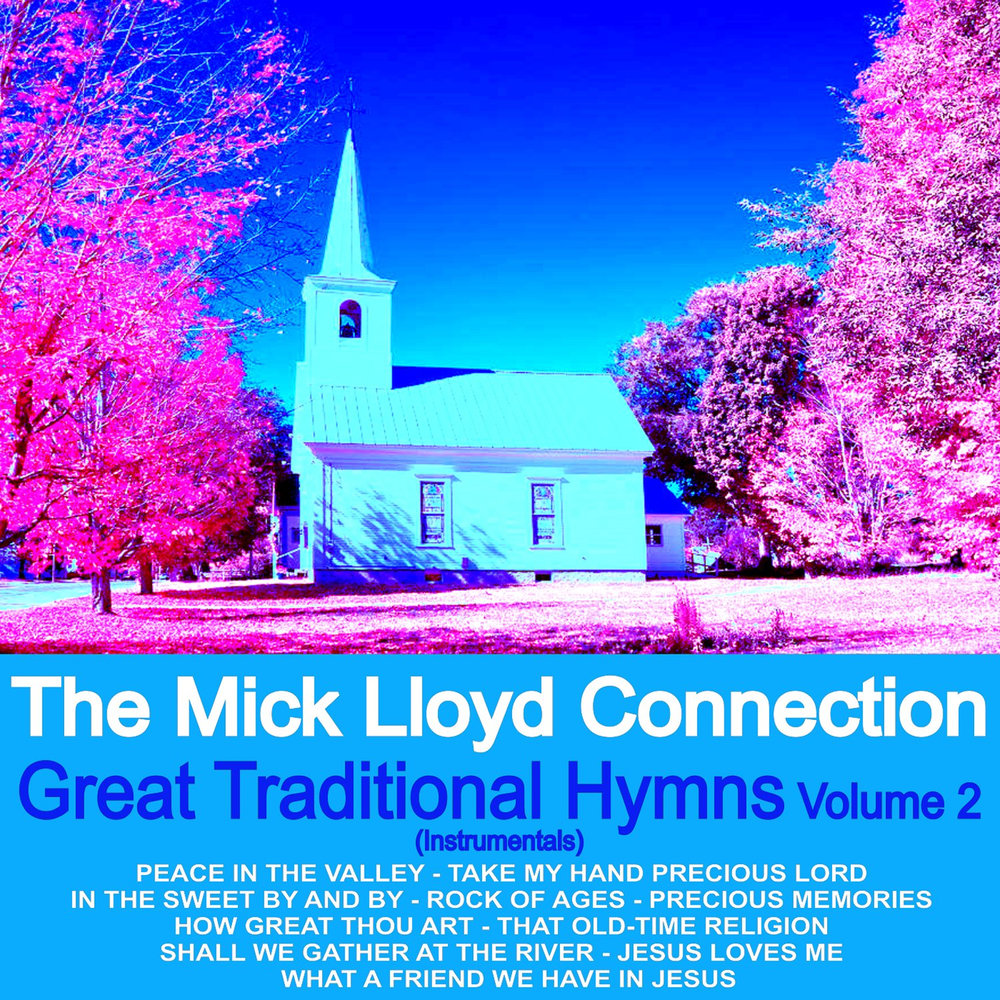 The Mick Lloyd Connection
Great Traditional Hymns Volume 2
(Instrumentals)
PEACE IN THE VALLEY - TAKE MY HAND PRECIOUS LORD
IN THE SWEET BY AND BY - ROCK OF AGES - PRECIOUS MEMORIES
HOW GREAT THOU ART - THAT OLD-TIME RELIGION
SHALL WE GATHER AT THE RIVER - JESUS LOVES ME
WHAT A FRIEND WE HAVE IN JESUS